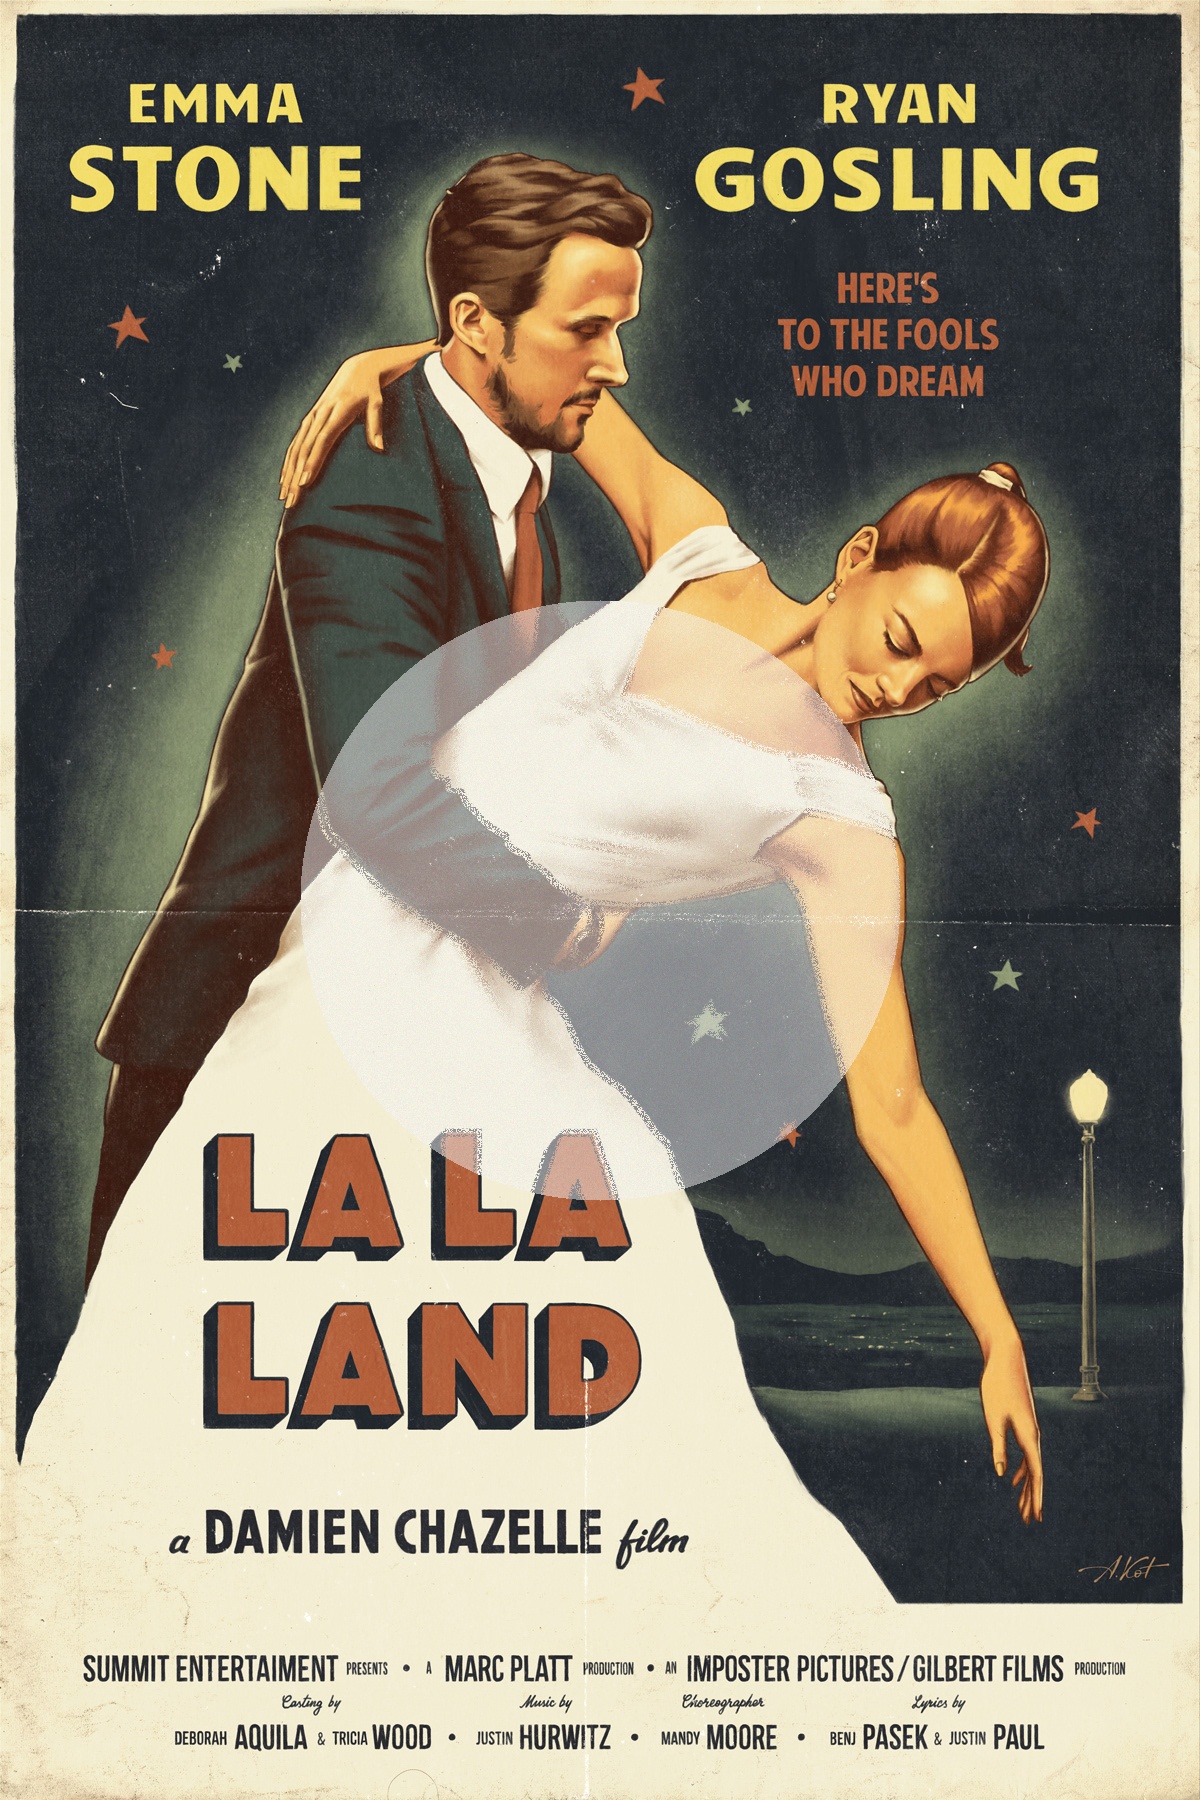 EMMA
STONE
RYAN
GOSLING
HERE'S
TO THE FOOLS
WHO DREAM
LA LA
LAND
a DAMIEN CHAZELLE film
A.Kot
SUMMIT ENTERTAIMENT PRESENTS • A MARC PLATT PRODUCTION • AN IMPOSTER PICTURES/GILBERT FILMS PRODUCTION
Casting by Music by Choreographer Lyrics by
DEBORAH AQUILA & TRICIA WOOD • JUSTIN HURWITZ • MANDY MOORE • BENJ PASEK & JUSTIN PAUL